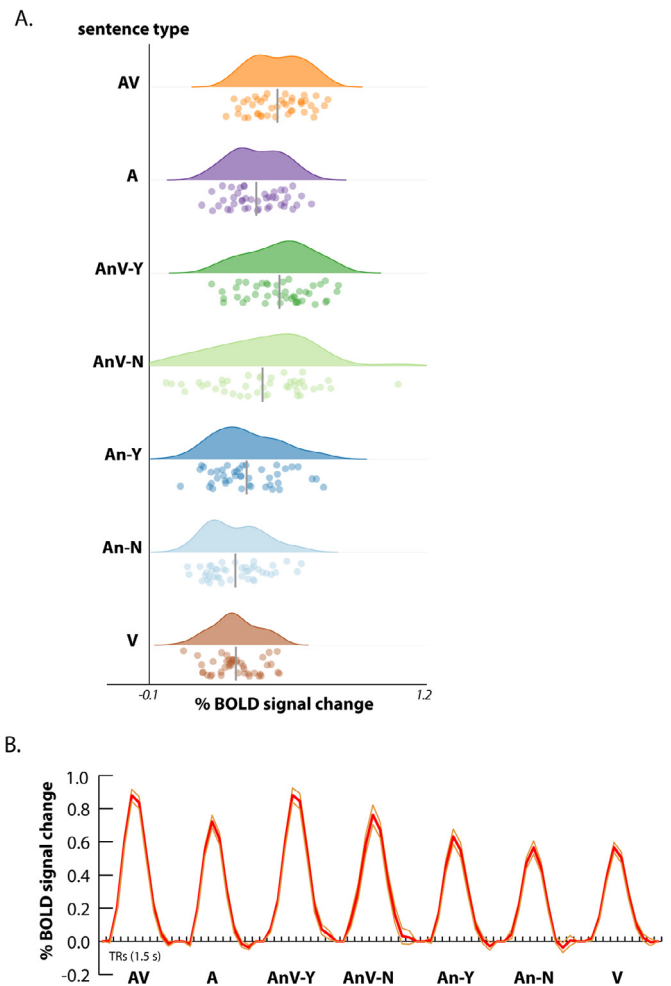 A.
sentence type
AV
A
AnV-Y
AnV-N
An-Y
An-N
V
-0.1
1.2
% BOLD signal change
B.
% BOLD signal change
1.0
0.8
0.6
0.4
0.2
0.0
-0.2
TRs (1.5 s)
AV A AnV-Y AnV-N An-Y An-N V